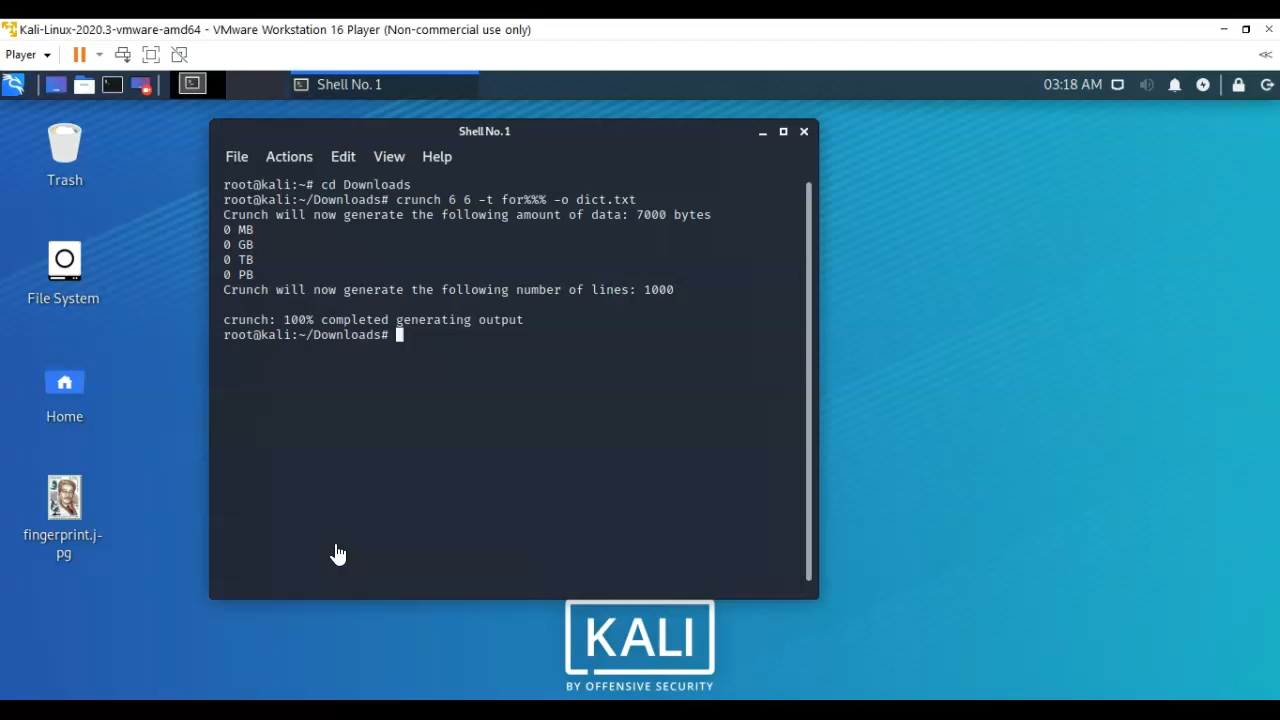 Kali-Linux-2020.3-vmware-amd64 - VMware Workstation 16 Player (Non-commercial use only)
Player
Shell No. 1
03:18 AM
Trash
File System
Home
fingerprint.j-
pg
Shell No. 1
File Actions Edit View Help
root@kali:~# cd Downloads
root@kali:~/Downloads# crunch 6 6 -t for%%% -o dict.txt
Crunch will now generate the following amount of data: 7000 bytes
0 MB
0 GB
0 TB
0 PB
Crunch will now generate the following number of lines: 1000
crunch: 100% completed generating output
root@kali:~/Downloads#
KALI
BY OFFENSIVE SECURITY